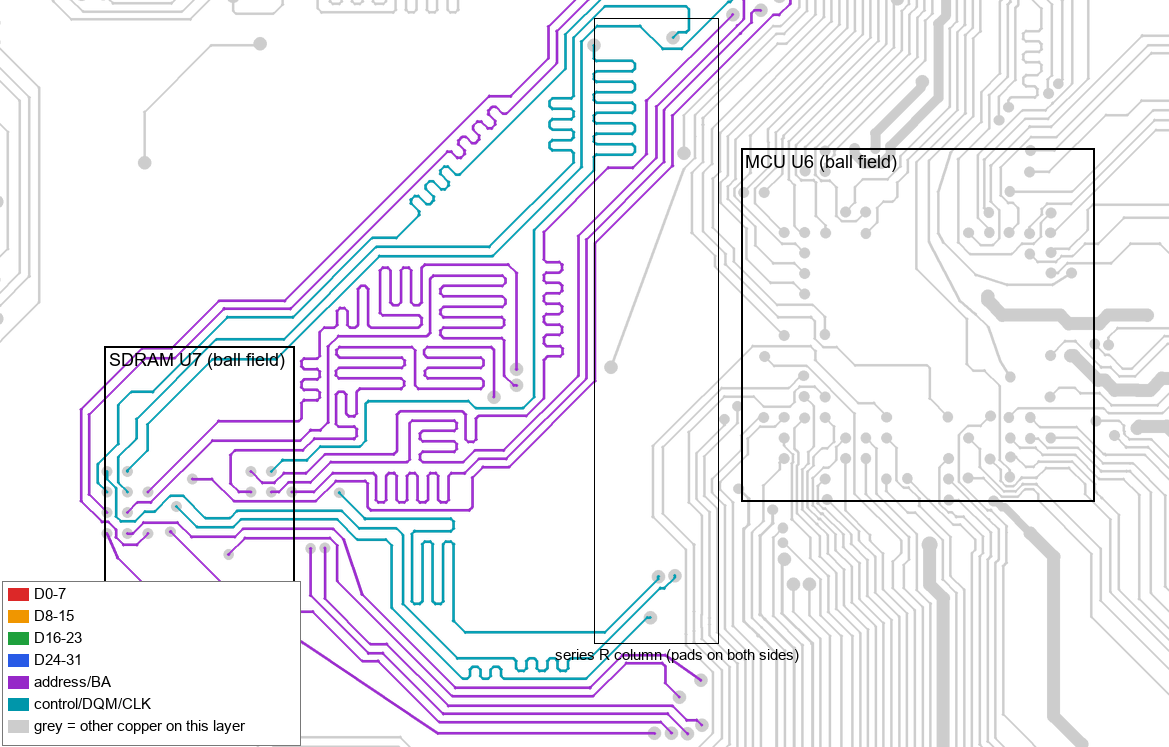 MCU U6 (ball field)
SDRAM U7 (ball field)
D0-7
D8-15
D16-23
D24-31
address/BA
control/DQM/CLK
grey = other copper on this layer
series R column (pads on both sides)